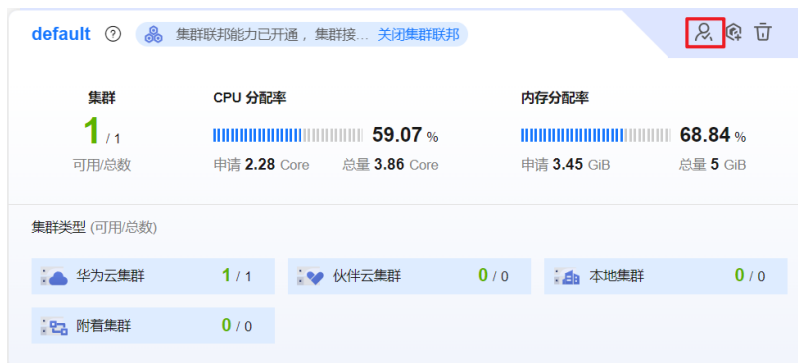 default ? 集群联邦能力已开通，集群接... 关闭集群联邦
集群 CPU 分配率 内存分配率
1 / 1 59.07 % 68.84 %
可用/总数 申请 2.28 Core 总量 3.86 Core 申请 3.45 GiB 总量 5 GiB
集群类型 (可用/总数)
华为云集群 1 / 1 伙伴云集群 0 / 0 本地集群 0 / 0
附着集群 0 / 0